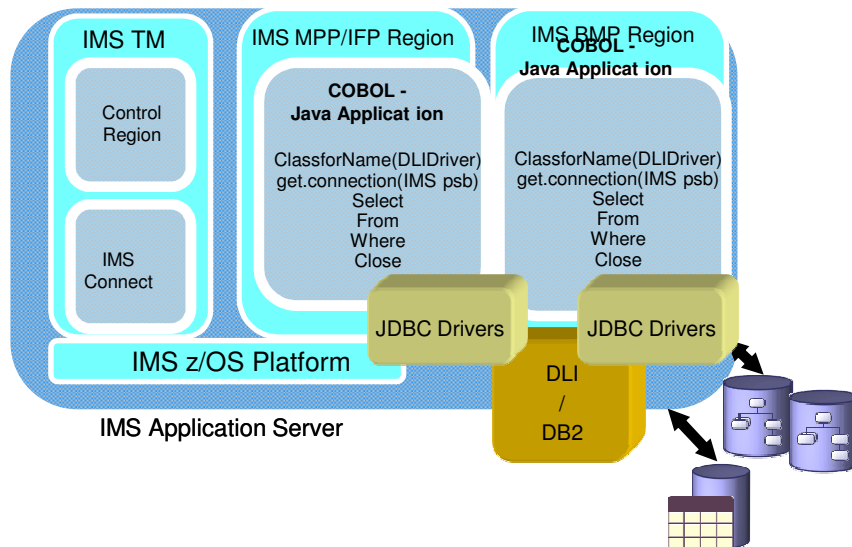 IMS TM
Control
Region
IMS
Connect
IMS MPP/IFP Region
COBOL -
Java Applicat ion
ClassforName(DLIDriver)
get.connection(IMS psb)
Select
From
Where
Close
JDBC Drivers
IMS BMP Region
COBOL -
Java Applicat ion
ClassforName(DLIDriver)
get.connection(IMS psb)
Select
From
Where
Close
JDBC Drivers
IMS z/OS Platform
DLI
/
DB2
IMS Application Server